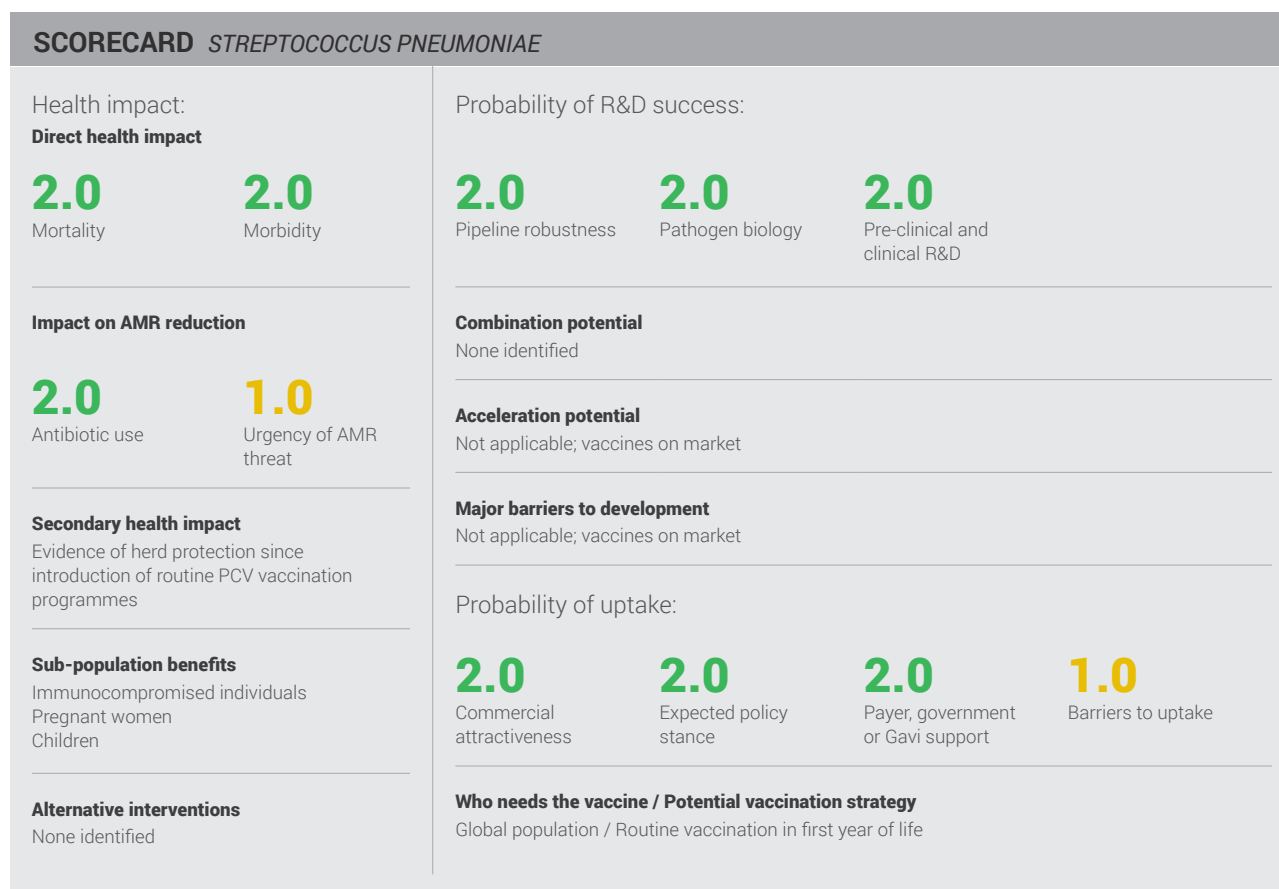 SCORECARD STREPTOCOCCUS PNEUMONIAE
Health impact:
Direct health impact
2.0 2.0
Mortality Morbidity
Impact on AMR reduction
2.0 1.0
Antibiotic use Urgency of AMR
threat
Secondary health impact
Evidence of herd protection since
introduction of routine PCV vaccination
programmes
Sub-population benefits
Immunocompromised individuals
Pregnant women
Children
Alternative interventions
None identified
Probability of R&D success:
2.0 2.0 2.0
Pipeline robustness Pathogen biology Pre-clinical and
clinical R&D
Combination potential
None identified
Acceleration potential
Not applicable; vaccines on market
Major barriers to development
Not applicable; vaccines on market
Probability of uptake:
2.0 2.0 2.0 1.0
Commercial Expected policy Payer, government Barriers to uptake
attractiveness stance or Gavi support
Who needs the vaccine / Potential vaccination strategy
Global population / Routine vaccination in first year of life